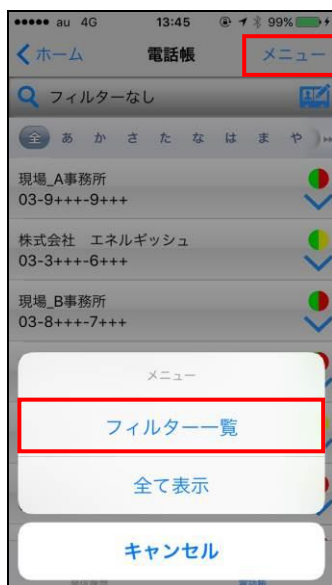 au 4G 13:45 99%
ホーム 電話帳 メニュー
フィルターなし
全 あ か さ た な は ま や
現場_A事務所
03-9+++-9+++
株式会社 エネルギッシュ
03-3+++-6+++
現場_B事務所
03-8+++-7+++
メニュー
フィルター一覧
全て表示
キャンセル